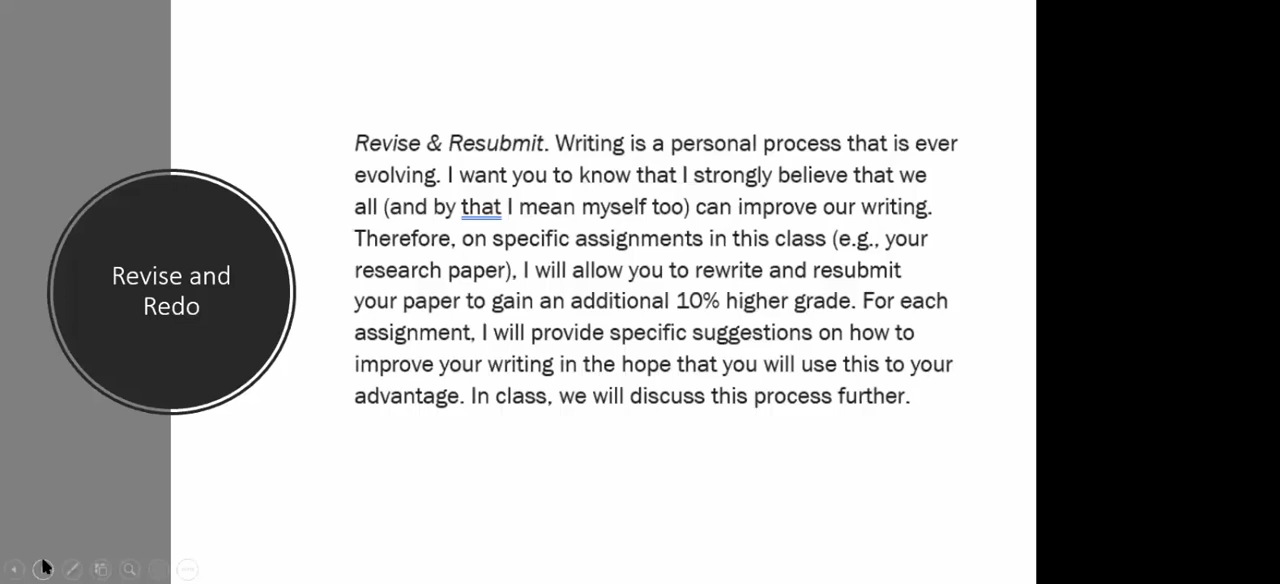 Revise and
Redo
Revise & Resubmit. Writing is a personal process that is ever
evolving. I want you to know that I strongly believe that we
all (and by that I mean myself too) can improve our writing.
Therefore, on specific assignments in this class (e.g., your
research paper), I will allow you to rewrite and resubmit
your paper to gain an additional 10% higher grade. For each
assignment, I will provide specific suggestions on how to
improve your writing in the hope that you will use this to your
advantage. In class, we will discuss this process further.